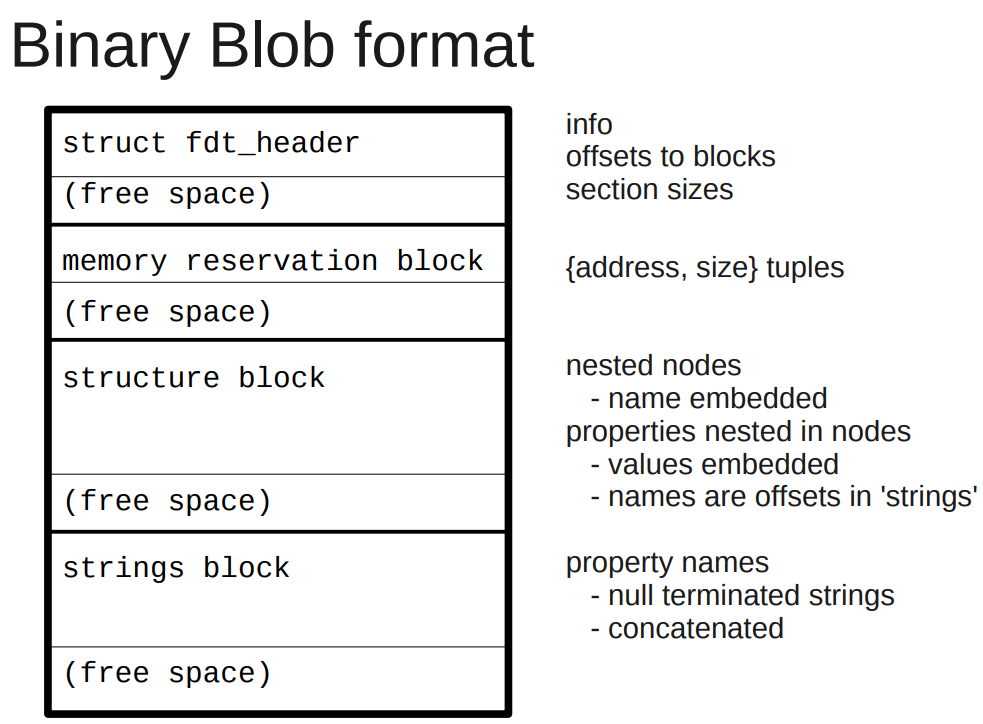 Binary Blob format
struct fdt_header
(free space)
info
offsets to blocks
section sizes
memory reservation block
(free space)
{address, size} tuples
structure block
(free space)
nested nodes
- name embedded
properties nested in nodes
- values embedded
- names are offsets in 'strings'
strings block
(free space)
property names
- null terminated strings
- concatenated